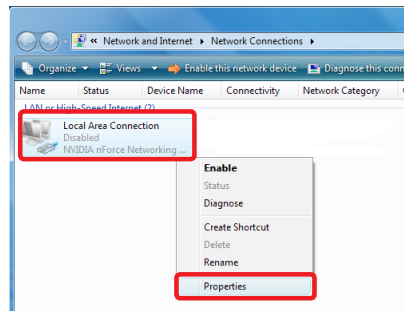 « Network and Internet ▸ Network Connections ▸
Organize Views Enable this network device Diagnose this conn
Name Status Device Name Connectivity Network Category
LAN or High-Speed Internet (2)
Local Area Connection
Disabled
NVIDIA nForce Networking ...
Enable
Status
Diagnose
Create Shortcut
Delete
Rename
Properties